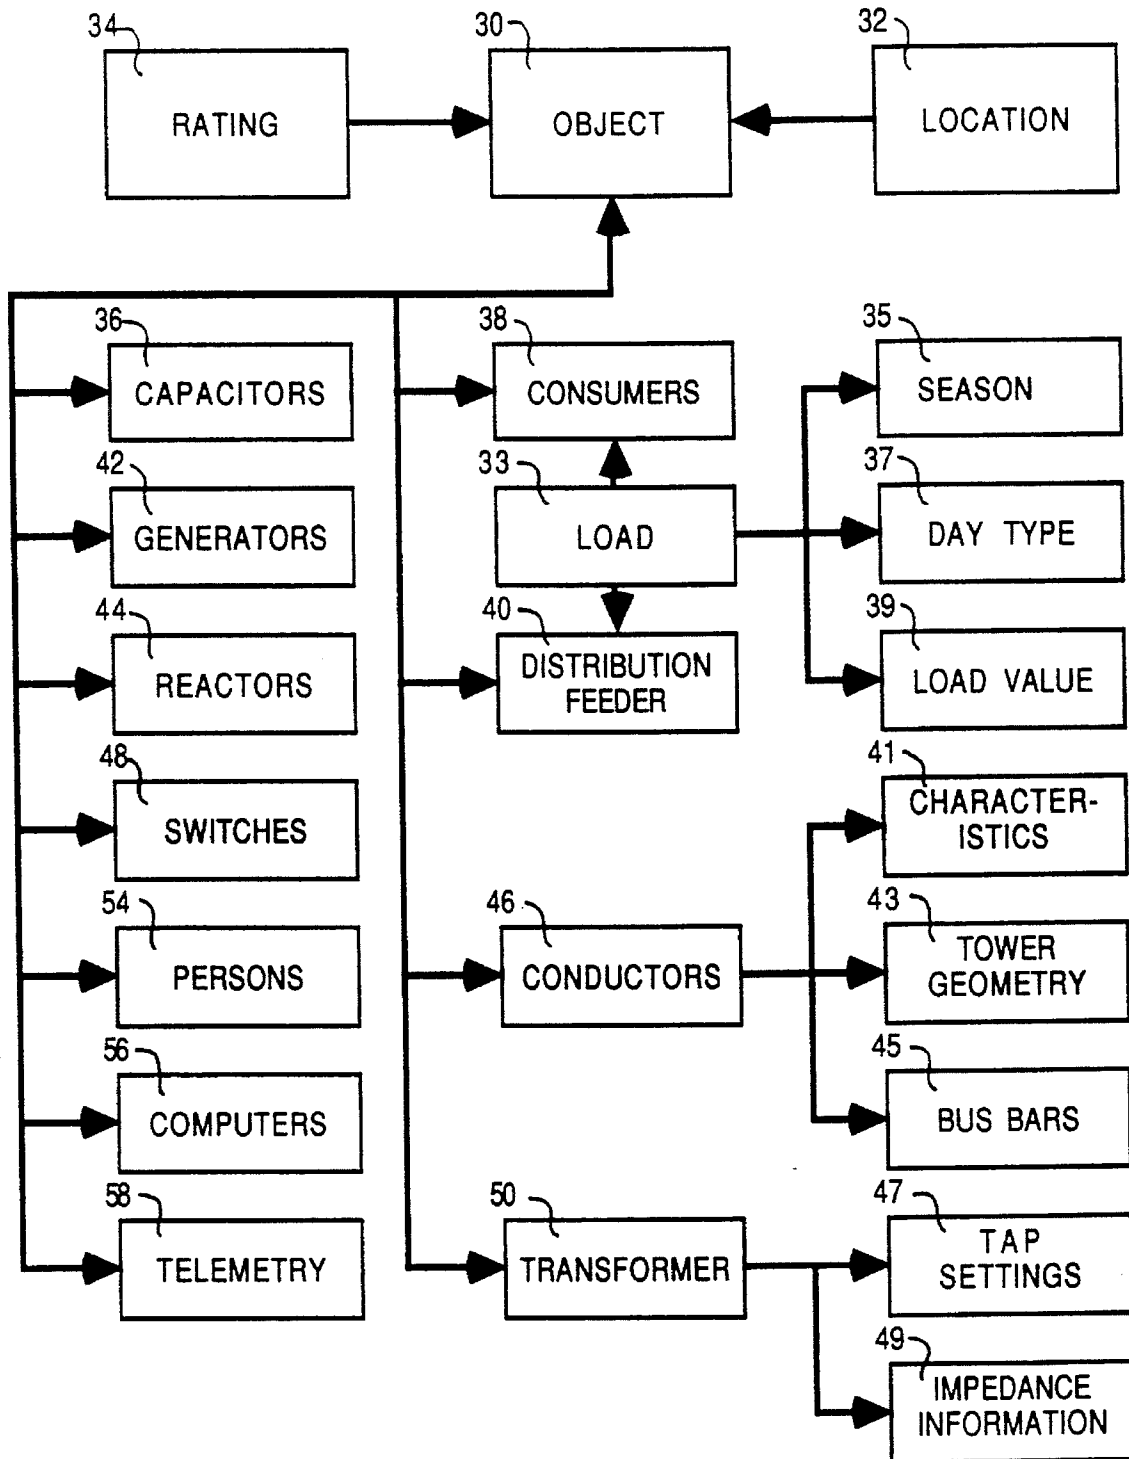 34
30
32
RATING
OBJECT
LOCATION
36
38
35
CAPACITORS
CONSUMERS
SEASON
42
33
37
GENERATORS
LOAD
DAY TYPE
44
40
39
REACTORS
DISTRIBUTION
FEEDER
LOAD VALUE
48
41
SWITCHES
CHARACTER-
ISTICS
54
46
43
PERSONS
CONDUCTORS
TOWER
GEOMETRY
56
45
COMPUTERS
BUS BARS
58
50
47
TELEMETRY
TRANSFORMER
TAP
SETTINGS
49
IMPEDANCE
INFORMATION